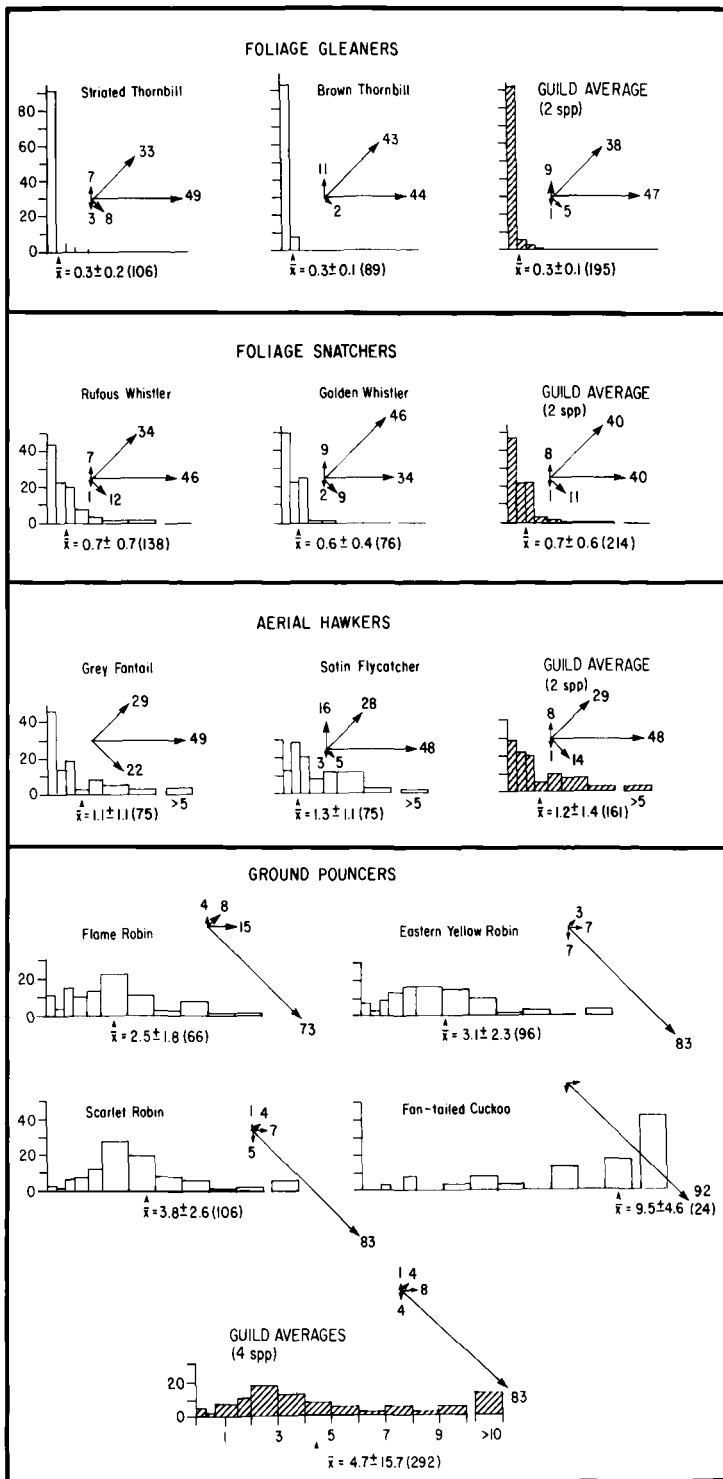 FOLIAGE GLEANERS
Striated Thornbill
Brown Thornbill
GUILD AVERAGE
(2 spp)
80
60
40
20
0
7
33
49
3
8
x̄ = 0.3 ± 0.2 (106)
11
43
44
2
x̄ = 0.3 ± 0.1 (89)
9
38
47
1
5
x̄ = 0.3 ± 0.1 (195)
FOLIAGE SNATCHERS
Rufous Whistler
Golden Whistler
GUILD AVERAGE
(2 spp)
40
20
0
7
34
46
1
12
x̄ = 0.7 ± 0.7 (138)
9
46
34
2
9
x̄ = 0.6 ± 0.4 (76)
8
40
40
1
11
x̄ = 0.7 ± 0.6 (214)
AERIAL HAWKERS
Grey Fantail
Satin Flycatcher
GUILD AVERAGE
(2 spp)
40
20
0
29
49
22
>5
x̄ = 1.1 ± 1.1 (75)
16
28
48
3
5
>5
x̄ = 1.3 ± 1.1 (75)
8
29
48
1
14
>5
x̄ = 1.2 ± 1.4 (161)
GROUND POUNCERS
Flame Robin
20
0
4
8
15
73
x̄ = 2.5 ± 1.8 (66)
Eastern Yellow Robin
3
7
7
83
x̄ = 3.1 ± 2.3 (96)
Scarlet Robin
40
20
0
1
4
7
5
83
x̄ = 3.8 ± 2.6 (106)
Fan-tailed Cuckoo
92
x̄ = 9.5 ± 4.6 (24)
GUILD AVERAGES
(4 spp)
20
0
1
4
8
4
83
1
3
5
7
9
>10
x̄ = 4.7 ± 15.7 (292)